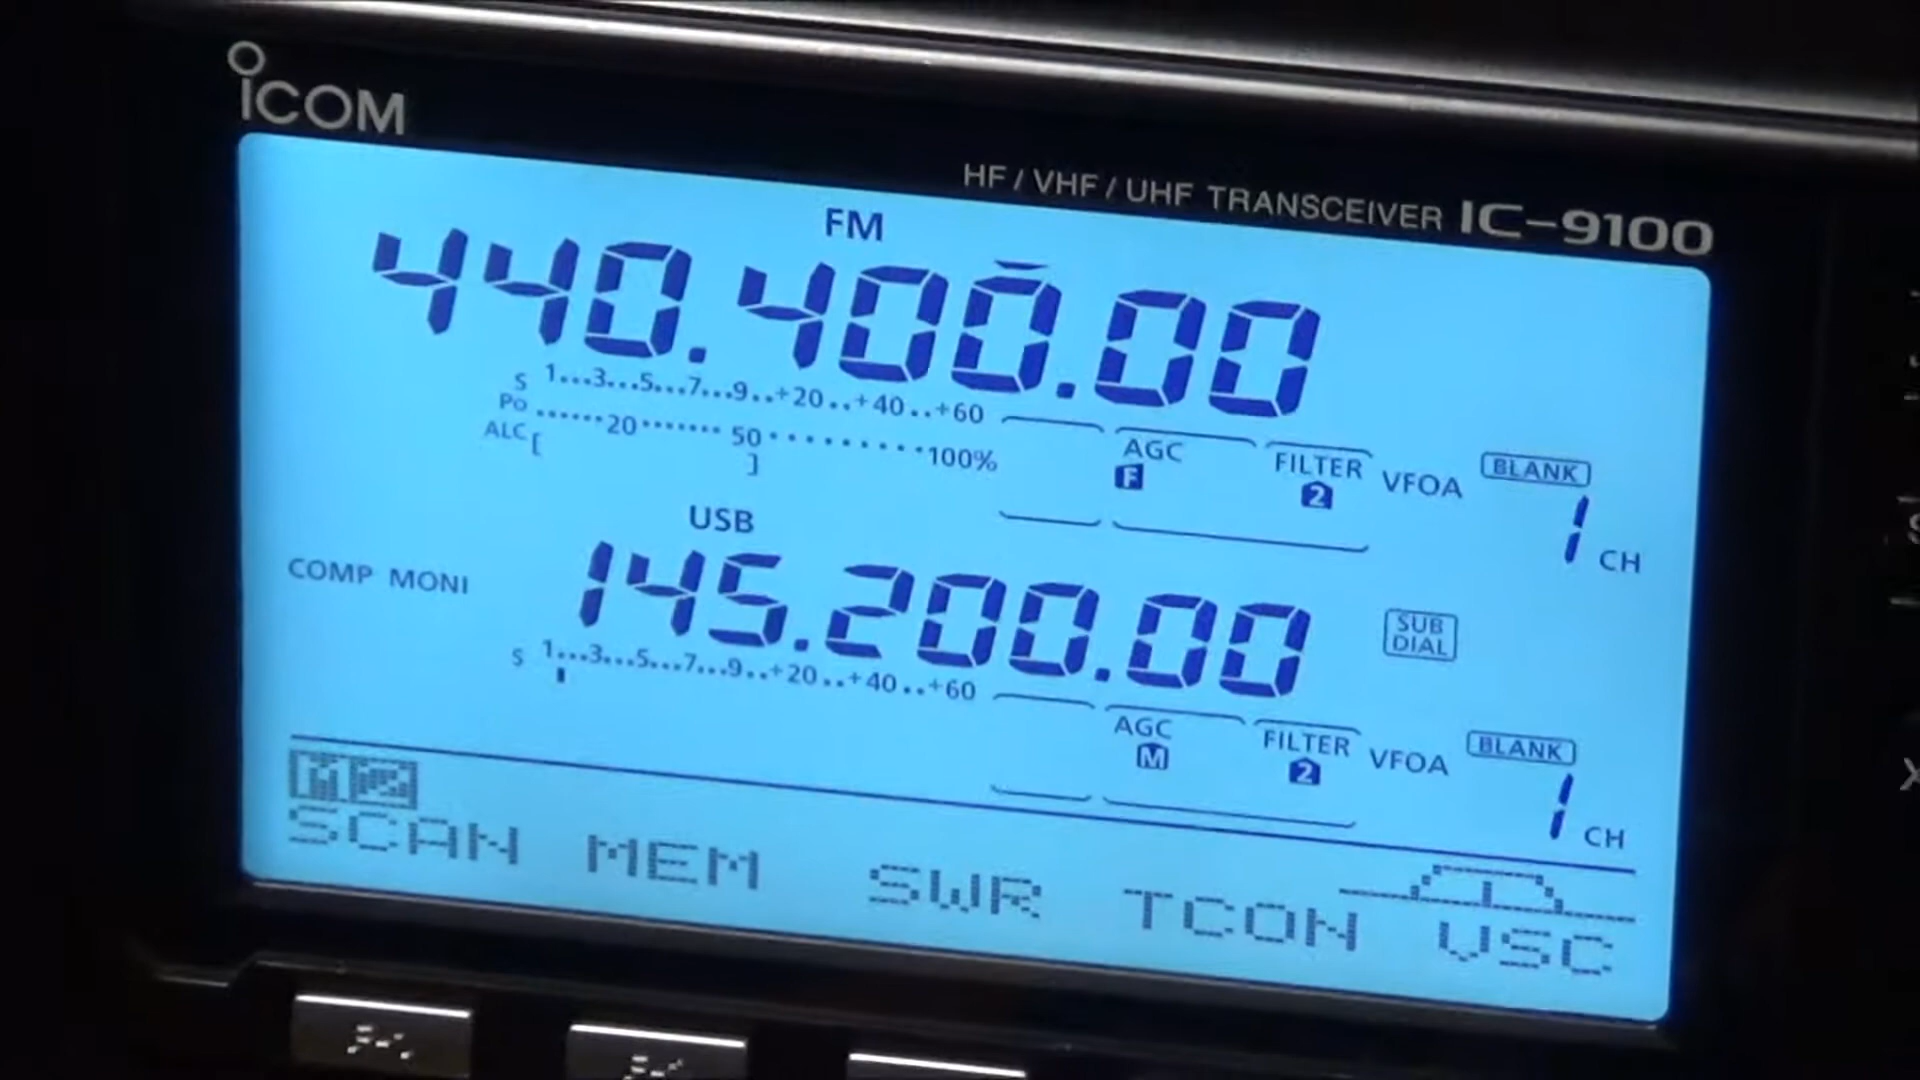 ICOM
HF / VHF / UHF TRANSCEIVER IC-9100
FM
440.400.00
S 1...3...5...7...9..+20..+40..+60
Po ......20....... 50 ..........100%
ALC [ ]
AGC FILTER VFOA BLANK
F 2
1 CH
USB
COMP MONI
145.200.00
SUB
DIAL
S 1...3...5...7...9..+20..+40..+60
AGC FILTER VFOA BLANK
M 2
1 CH
M2
SCAN MEM SWR TCON VSC